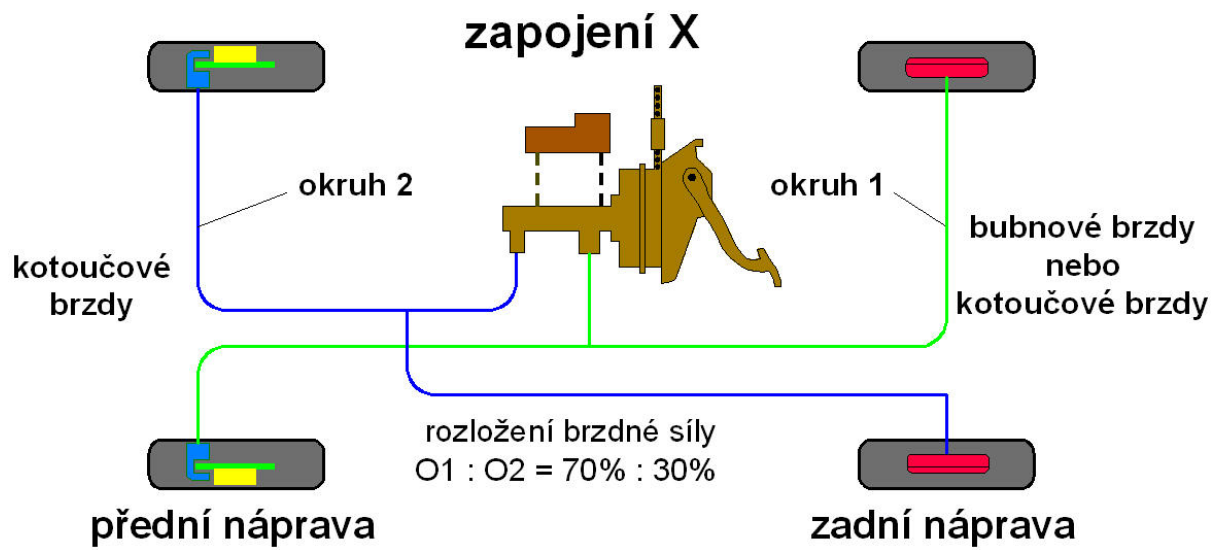 zapojení X
okruh 2
okruh 1
kotoučové
brzdy
bubnové brzdy
nebo
kotoučové brzdy
rozložení brzdné síly
O1 : O2 = 70% : 30%
přední náprava
zadní náprava